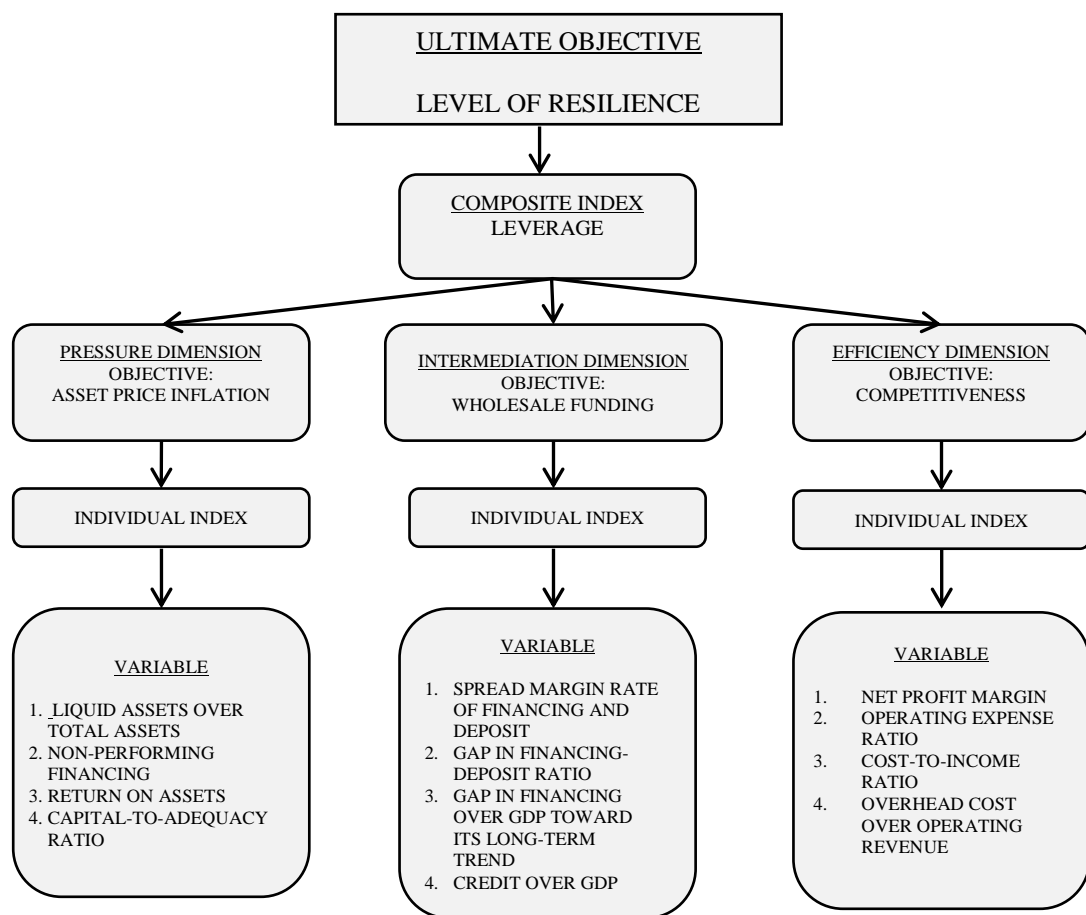 ULTIMATE OBJECTIVE
LEVEL OF RESILIENCE
COMPOSITE INDEX
LEVERAGE
PRESSURE DIMENSION
OBJECTIVE:
ASSET PRICE INFLATION
INTERMEDIATION DIMENSION
OBJECTIVE:
WHOLESALE FUNDING
EFFICIENCY DIMENSION
OBJECTIVE:
COMPETITIVENESS
INDIVIDUAL INDEX
INDIVIDUAL INDEX
INDIVIDUAL INDEX
VARIABLE
1. LIQUID ASSETS OVER
TOTAL ASSETS
2. NON-PERFORMING
FINANCING
3. RETURN ON ASSETS
4. CAPITAL-TO-ADEQUACY
RATIO
VARIABLE
1. SPREAD MARGIN RATE
OF FINANCING AND
DEPOSIT
2. GAP IN FINANCING-
DEPOSIT RATIO
3. GAP IN FINANCING
OVER GDP TOWARD
ITS LONG-TERM
TREND
4. CREDIT OVER GDP
VARIABLE
1. NET PROFIT MARGIN
2. OPERATING EXPENSE
RATIO
3. COST-TO-INCOME
RATIO
4. OVERHEAD COST
OVER OPERATING
REVENUE